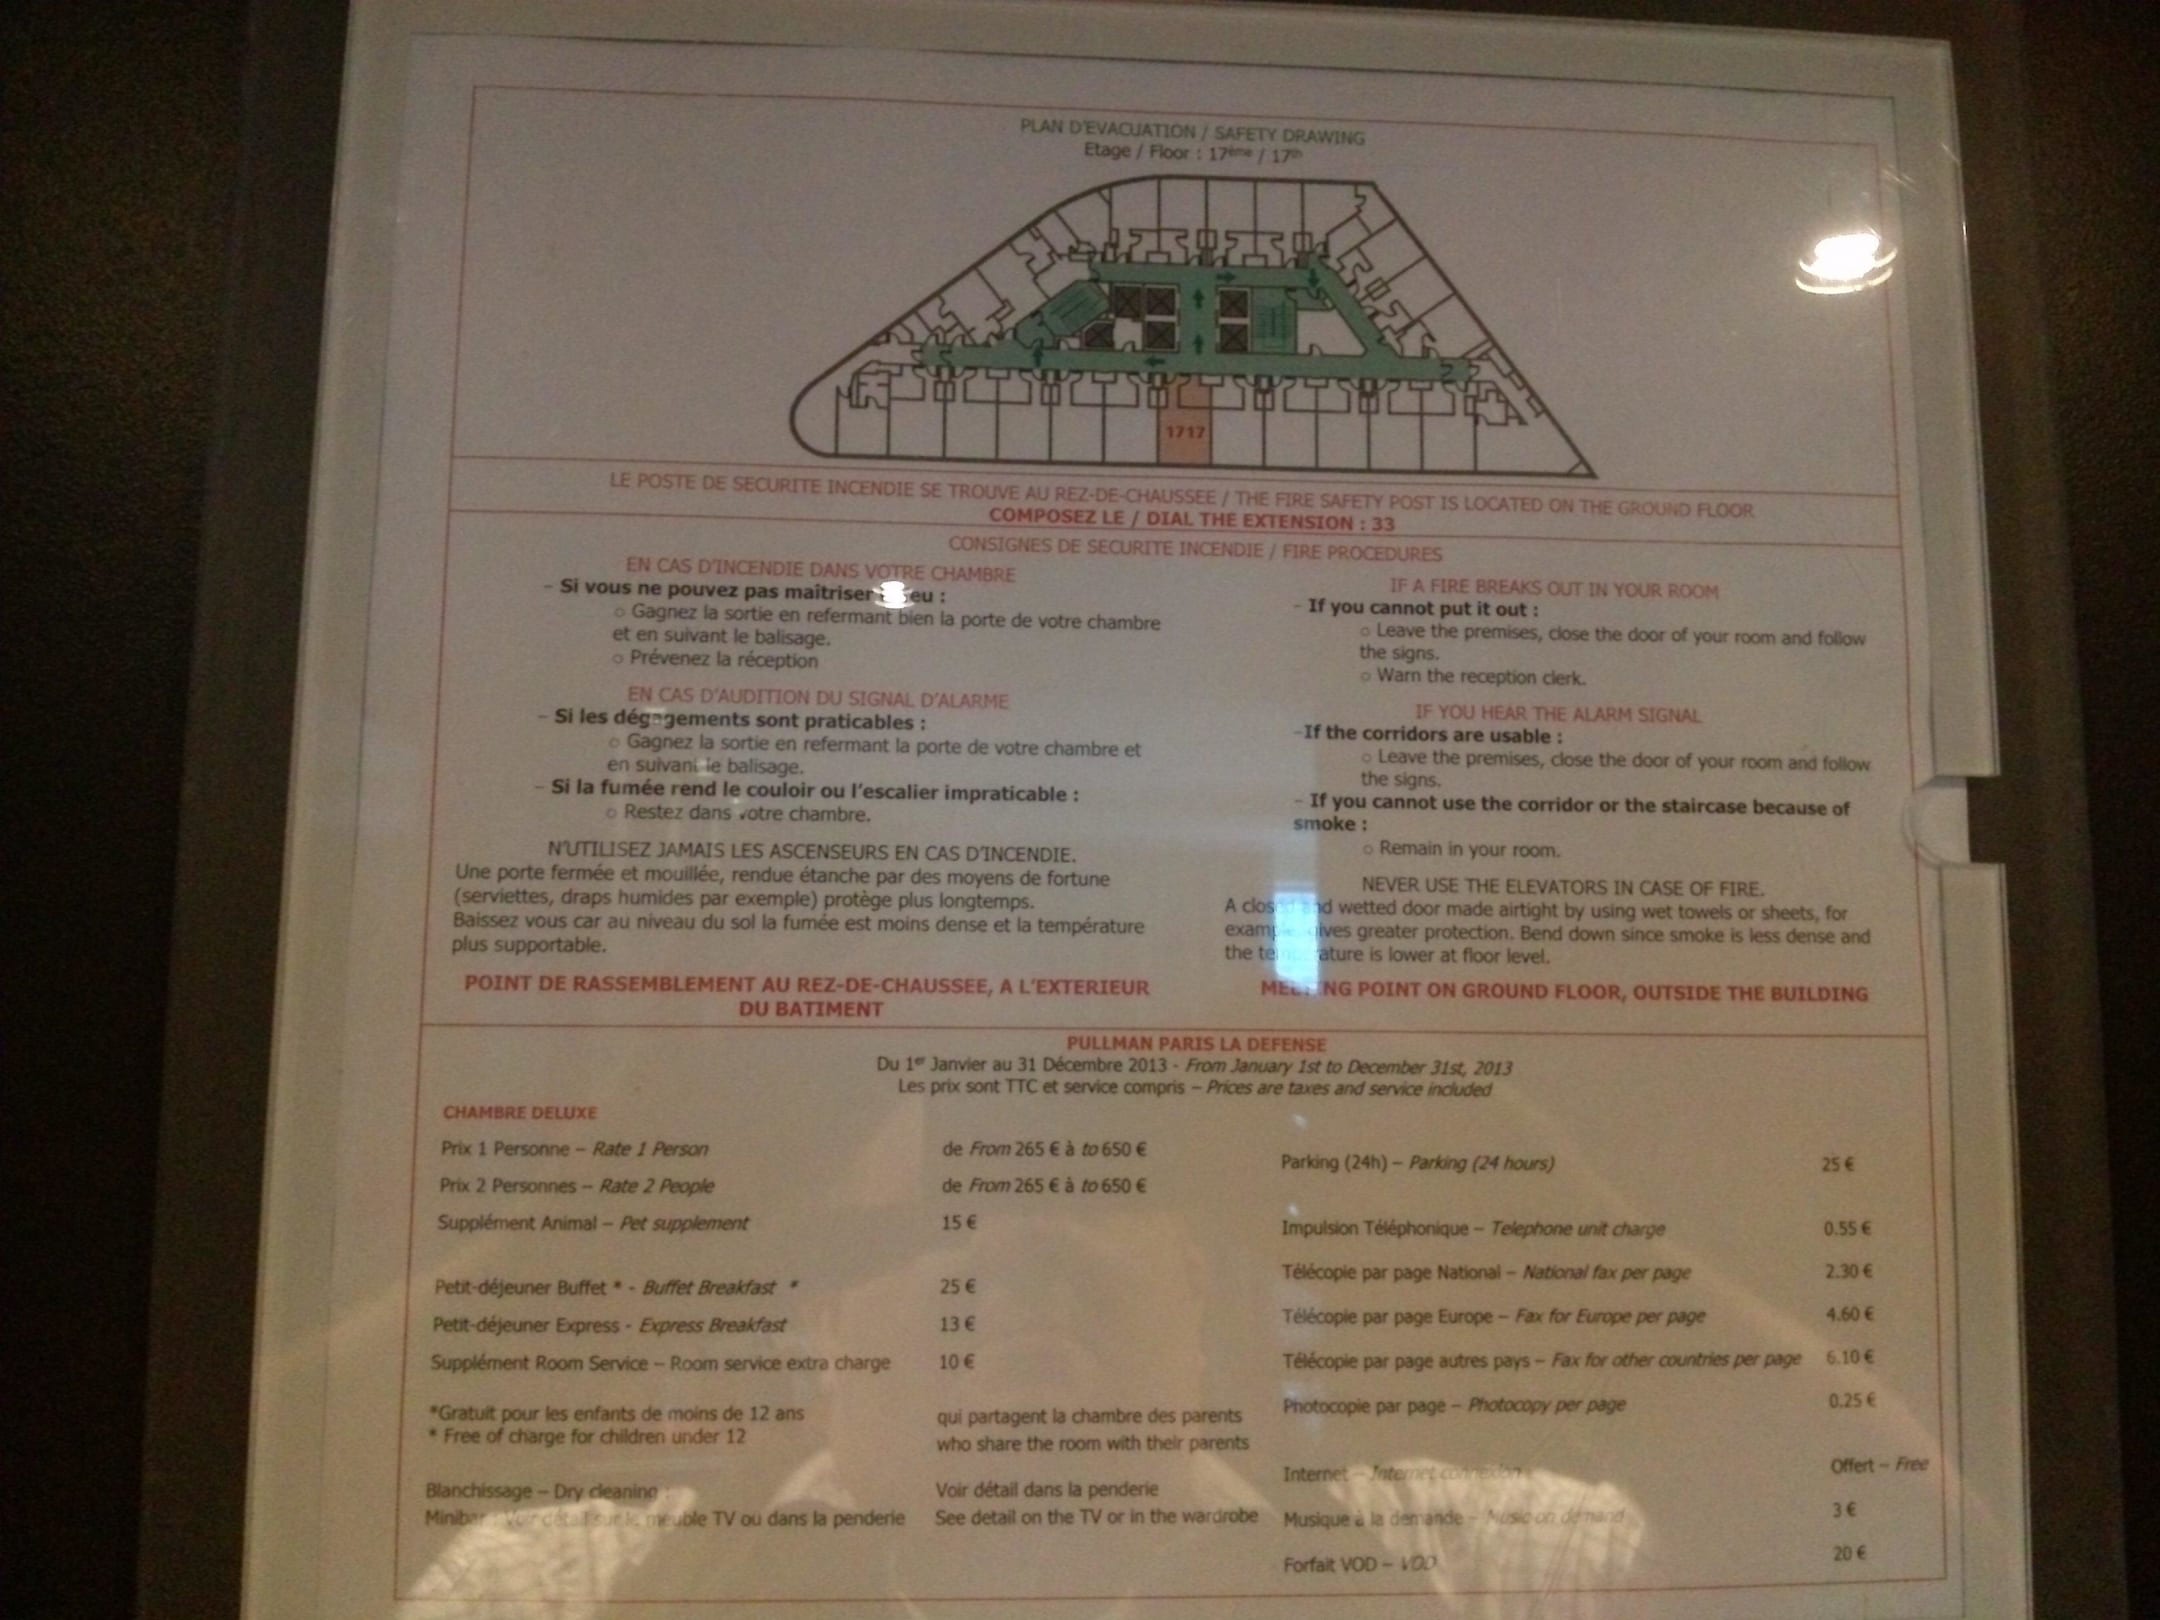 PLAN D'EVACUATION / SAFETY DRAWING
Etage / Floor : 17ème / 17th
1717
LE POSTE DE SECURITE INCENDIE SE TROUVE AU REZ-DE-CHAUSSEE / THE FIRE SAFETY POST IS LOCATED ON THE GROUND FLOOR
COMPOSEZ LE / DIAL THE EXTENSION : 33
CONSIGNES DE SECURITE INCENDIE / FIRE PROCEDURES
EN CAS D'INCENDIE DANS VOTRE CHAMBRE
- Si vous ne pouvez pas maîtriser eu :
o Gagnez la sortie en refermant bien la porte de votre chambre
et en suivant le balisage.
o Prévenez la réception
EN CAS D'AUDITION DU SIGNAL D'ALARME
- Si les dégagements sont praticables :
o Gagnez la sortie en refermant la porte de votre chambre et
en suivant le balisage.
- Si la fumée rend le couloir ou l'escalier impraticable :
o Restez dans votre chambre.
N'UTILISEZ JAMAIS LES ASCENSEURS EN CAS D'INCENDIE.
Une porte fermée et mouillée, rendue étanche par des moyens de fortune
(serviettes, draps humides par exemple) protège plus longtemps.
Baissez vous car au niveau du sol la fumée est moins dense et la température
plus supportable.
POINT DE RASSEMBLEMENT AU REZ-DE-CHAUSSEE, A L'EXTERIEUR
DU BATIMENT
IF A FIRE BREAKS OUT IN YOUR ROOM
- If you cannot put it out :
o Leave the premises, close the door of your room and follow
the signs.
o Warn the reception clerk.
IF YOU HEAR THE ALARM SIGNAL
-If the corridors are usable :
o Leave the premises, close the door of your room and follow
the signs.
- If you cannot use the corridor or the staircase because of
smoke :
o Remain in your room.
NEVER USE THE ELEVATORS IN CASE OF FIRE.
A closed and wetted door made airtight by using wet towels or sheets, for
example gives greater protection. Bend down since smoke is less dense and
the temperature is lower at floor level.
MEETING POINT ON GROUND FLOOR, OUTSIDE THE BUILDING
PULLMAN PARIS LA DEFENSE
Du 1er Janvier au 31 Décembre 2013 - From January 1st to December 31st, 2013
Les prix sont TTC et service compris – Prices are taxes and service included
CHAMBRE DELUXE
Prix 1 Personne – Rate 1 Person de From 265 € à to 650 €
Prix 2 Personnes – Rate 2 People de From 265 € à to 650 €
Supplément Animal – Pet supplement 15 €
Petit-déjeuner Buffet * - Buffet Breakfast * 25 €
Petit-déjeuner Express - Express Breakfast 13 €
Supplément Room Service – Room service extra charge 10 €
*Gratuit pour les enfants de moins de 12 ans qui partagent la chambre des parents
* Free of charge for children under 12 who share the room with their parents
Blanchissage – Dry cleaning : Voir détail dans la penderie
Minibar : Voir détail sur le meuble TV ou dans la penderie See detail on the TV or in the wardrobe
Parking (24h) – Parking (24 hours) 25 €
Impulsion Téléphonique – Telephone unit charge 0.55 €
Télécopie par page National – National fax per page 2.30 €
Télécopie par page Europe – Fax for Europe per page 4.60 €
Télécopie par page autres pays – Fax for other countries per page 6.10 €
Photocopie par page – Photocopy per page 0.25 €
Internet – Internet connexion Offert – Free
Musique à la demande – Music on demand 3 €
Forfait VOD – VOD 20 €